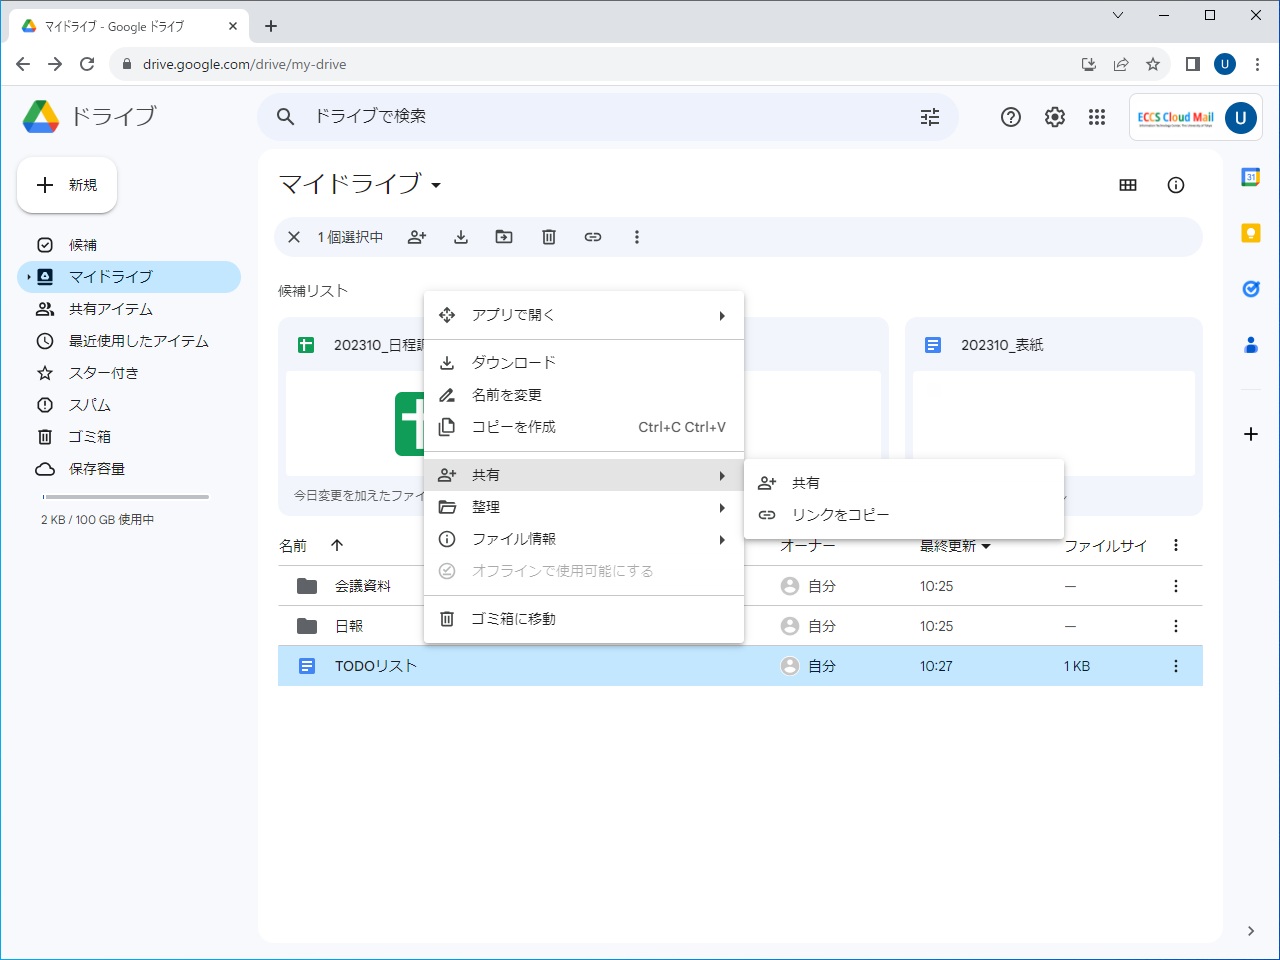 マイドライブ - Google ドライブ
drive.google.com/drive/my-drive
U
ドライブ
ドライブで検索
ECCS Cloud Mail
U
新規
マイドライブ
31
1 個選択中
候補
マイドライブ
共有アイテム
最近使用したアイテム
スター付き
スパム
ゴミ箱
保存容量
2 KB / 100 GB 使用中
候補リスト
202310_日程
202310_表紙
今日変更を加えたファイ
アプリで開く
ダウンロード
名前を変更
コピーを作成 Ctrl+C Ctrl+V
共有
整理
ファイル情報
オフラインで使用可能にする
ゴミ箱に移動
共有
リンクをコピー
名前 オーナー 最終更新 ファイルサイ
会議資料 自分 10:25 —
日報 自分 10:25 —
TODOリスト 自分 10:27 1 KB